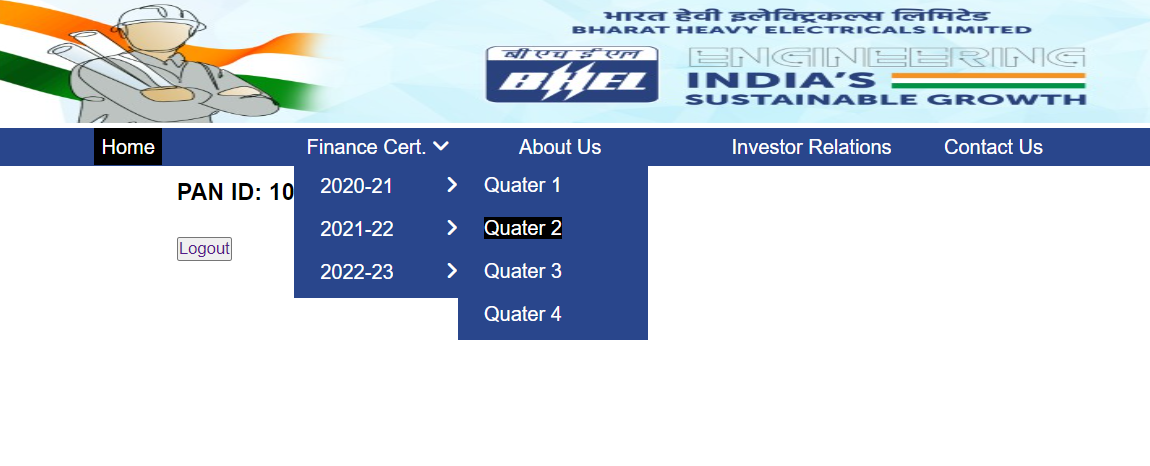 भारत हेवी इलेक्ट्रिकल्स लिमिटेड
BHARAT HEAVY ELECTRICALS LIMITED
बी एच ई एल
BHEL
ENGINEERING
INDIA'S
SUSTAINABLE GROWTH
Home Finance Cert. About Us Investor Relations Contact Us
PAN ID: 10
2020-21 Quater 1
2021-22 Quater 2
Logout
2022-23 Quater 3
Quater 4